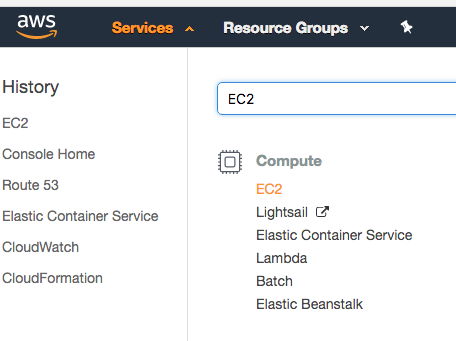 aws
Services
Resource Groups
History
EC2
Console Home
Route 53
Elastic Container Service
CloudWatch
CloudFormation
EC2
Compute
EC2
Lightsail
Elastic Container Service
Lambda
Batch
Elastic Beanstalk